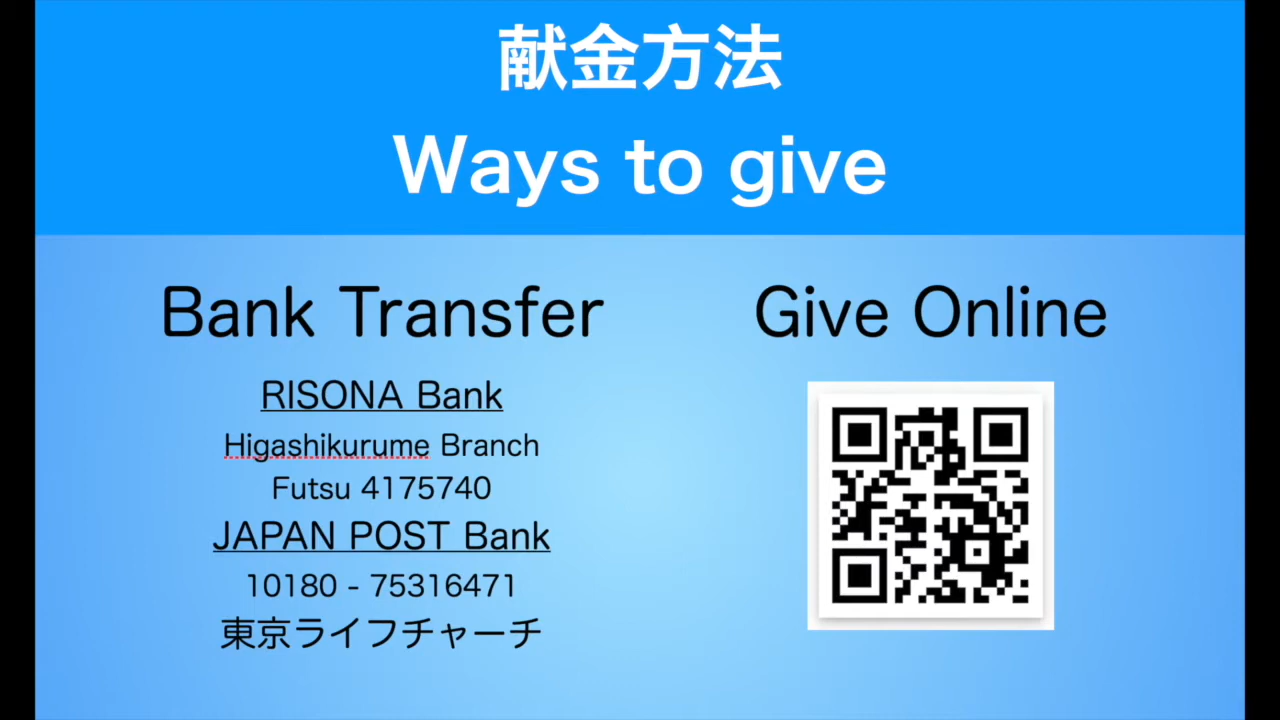 献金方法
Ways to give
Bank Transfer
RISONA Bank
Higashikurume Branch
Futsu 4175740
JAPAN POST Bank
10180 - 75316471
東京ライフチャーチ
Give Online